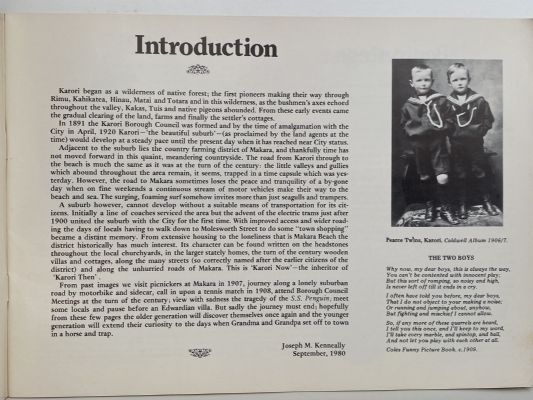 Introduction
Karori began as a wilderness of native forest; the first pioneers making their way through
Rimu, Kahikatea, Hinau, Matai and Totara and in this wilderness, as the bushmen's axes echoed
throughout the valley, Kakas, Tuis and native pigeons abounded. From these early events came
the gradual clearing of the land, farms and finally the settler's cottages.
In 1891 the Karori Borough Council was formed and by the time of amalgamation with the
City in April, 1920 Karori—'the beautiful suburb'—(as proclaimed by the land agents at the
time) would develop at a steady pace until the present day when it has reached near City status.
Adjacent to the suburb lies the country farming district of Makara, and thankfully time has
not moved forward in this quaint, meandering countryside. The road from Karori through to
the beach is much the same as it was at the turn of the century: the little valleys and gullies
which abound throughout the area remain, it seems, trapped in a time capsule which was yes-
terday. However, the road to Makara sometimes loses the peace and tranquility of a by-gone
day when on fine weekends a continuous stream of motor vehicles make their way to the
beach and sea. The surging, foaming surf somehow invites more than just seagulls and trampers.
A suburb however, cannot develop without a suitable means of transportation for its cit-
izens. Initially a line of coaches serviced the area but the advent of the electric trams just after
1900 united the suburb with the City for the first time. With improved access and wider road-
ing the days of locals having to walk down to Molesworth Street to do some "town shopping"
became a distant memory. From extensive housing to the loneliness that is Makara Beach the
district historically has much interest. Its character can be found written on the headstones
throughout the local churchyards, in the larger stately homes, the turn of the century wooden
villas and cottages, along the many streets (so correctly named after the earlier citizens of the
district) and along the unhurried roads of Makara. This is 'Karori Now'—the inheritor of
'Karori Then'.
From past images we visit picnickers at Makara in 1907, journey along a lonely suburban
road by motorbike and sidecar, call in upon a tennis match in 1908, attend Borough Council
Meetings at the turn of the century; view with sadness the tragedy of the S.S. Penguin, meet
some locals and pause before an Edwardian villa. But sadly the journey must end; hopefully
from these few pages the older generation will discover themselves once again and the younger
generation will extend their curiosity to the days when Grandma and Grandpa set off to town
in a horse and trap.
Joseph M. Kenneally
September, 1980
Pearce Twins, Karori. Coldwell Album 1906/7.
THE TWO BOYS
Why now, my dear boys, this is always the way,
You can't be contented with innocent play;
But this sort of romping, so noisy and high,
Is never left off till it ends in a cry.
I often have told you before, my dear boys,
That I do not object to your making a noise;
Or running and jumping about, anyhow,
But fighting and mischief I cannot allow.
So, if any more of these quarrels are heard,
I tell you this once, and I'll keep to my word,
I'll take every marble, and spintop, and ball,
And not let you play with each other at all.
Coles Funny Picture Book, c.1909.